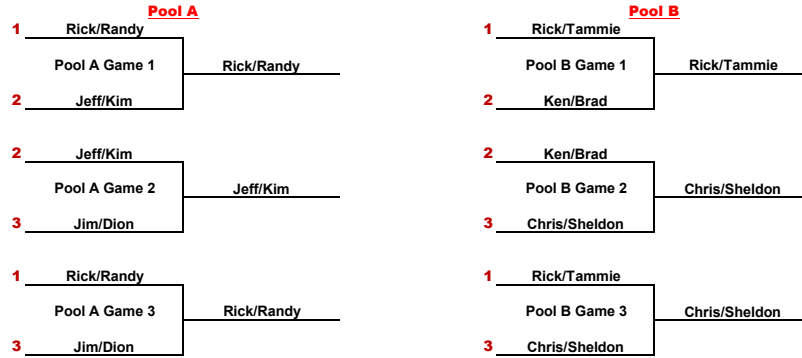 Pool A
1 Rick/Randy
Pool A Game 1
Rick/Randy
2 Jeff/Kim
2 Jeff/Kim
Pool A Game 2
Jeff/Kim
3 Jim/Dion
1 Rick/Randy
Pool A Game 3
Rick/Randy
3 Jim/Dion
Pool B
1 Rick/Tammie
Pool B Game 1
Rick/Tammie
2 Ken/Brad
2 Ken/Brad
Pool B Game 2
Chris/Sheldon
3 Chris/Sheldon
1 Rick/Tammie
Pool B Game 3
Chris/Sheldon
3 Chris/Sheldon